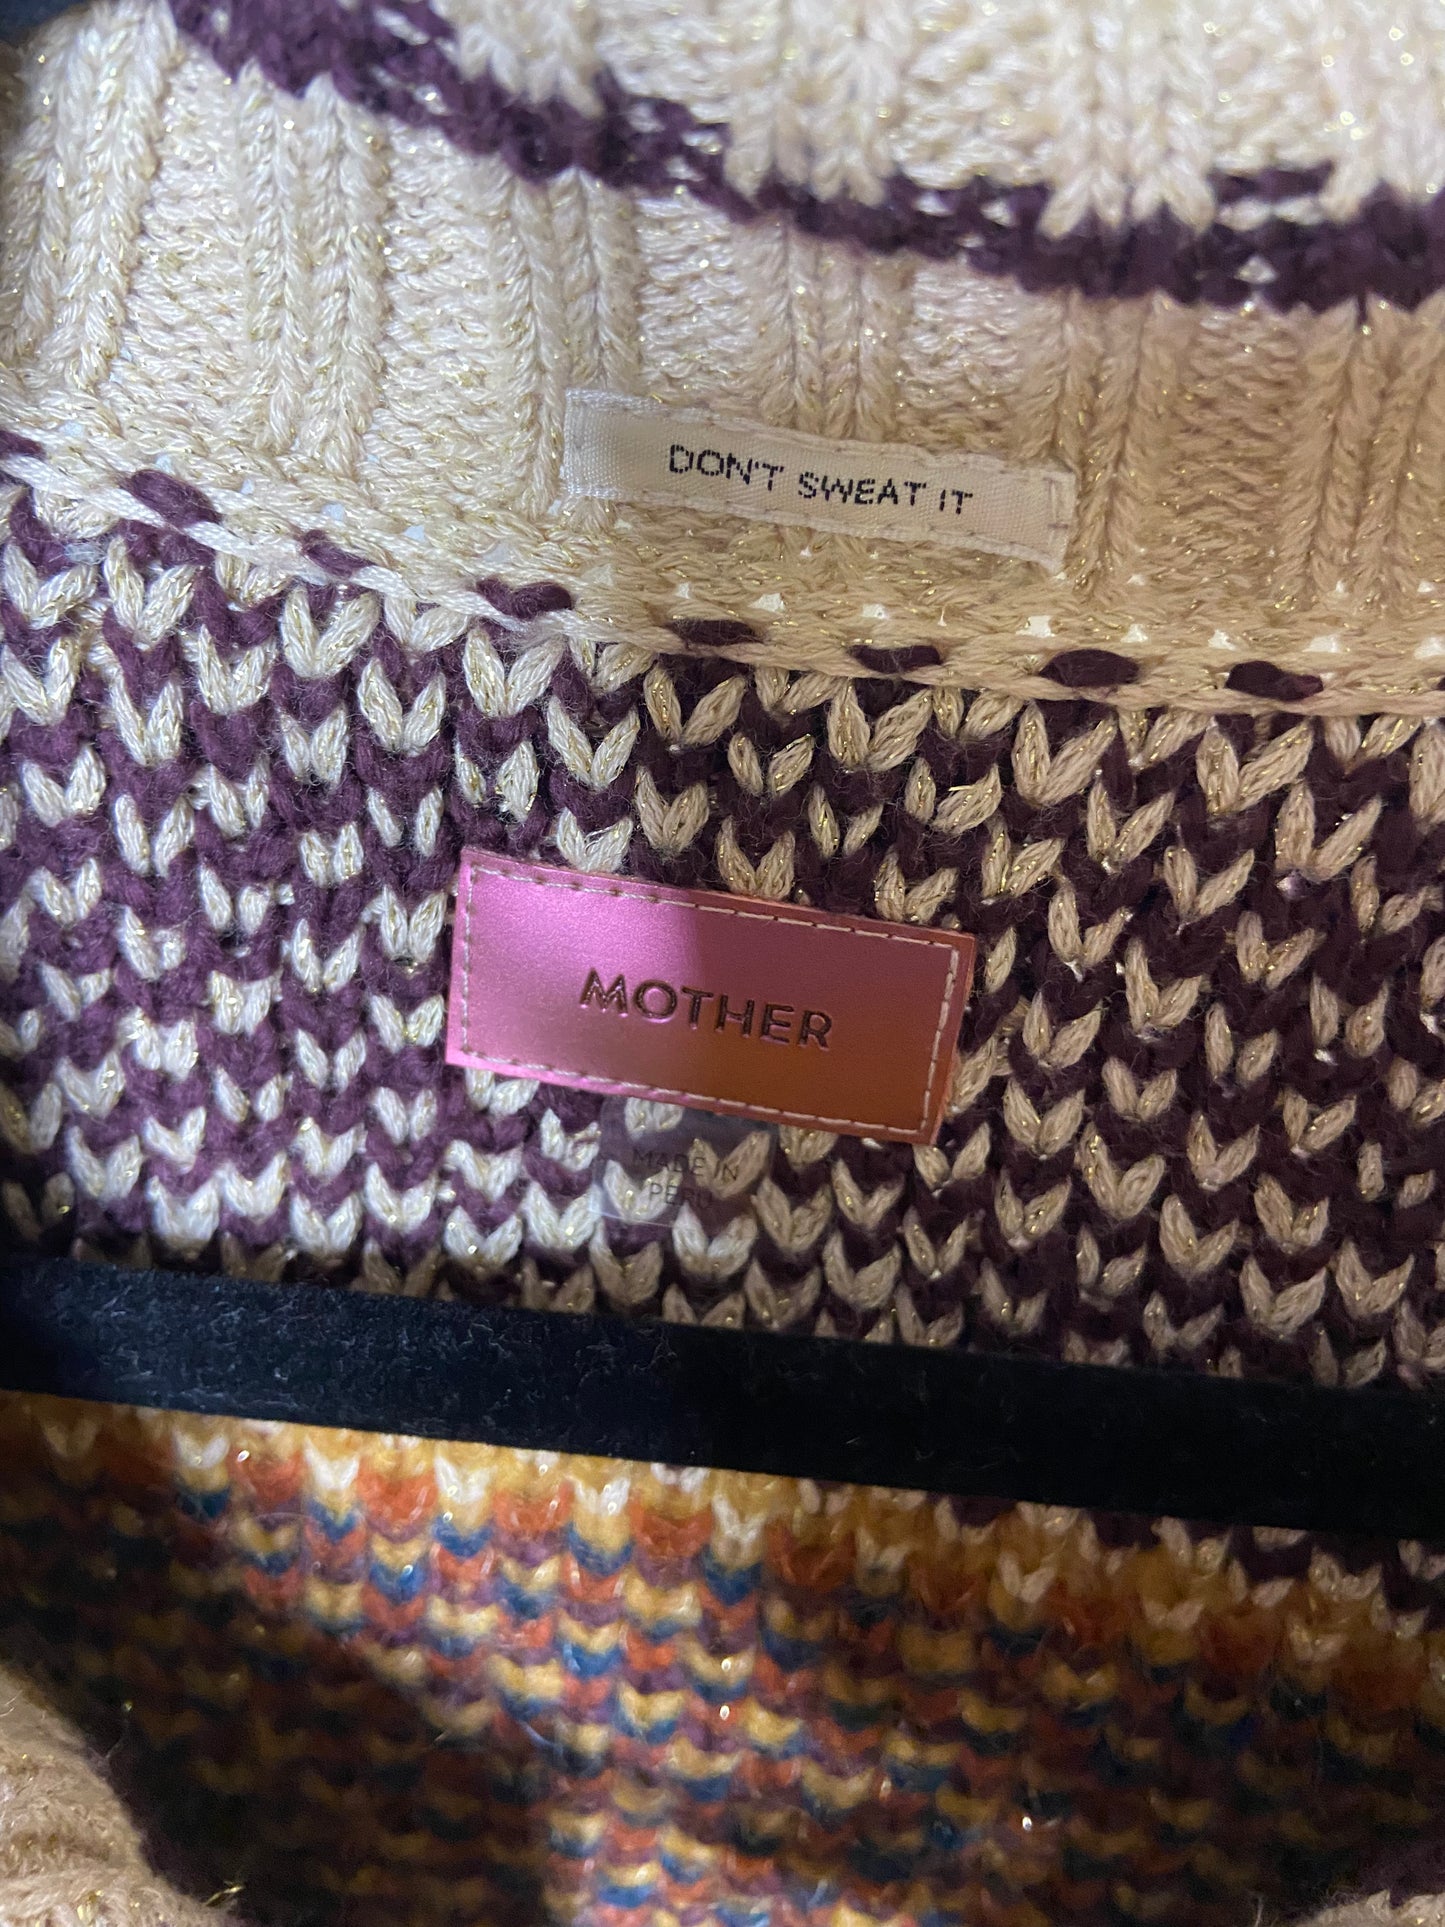 DON'T SWEAT IT
MOTHER
MADE IN
PERU